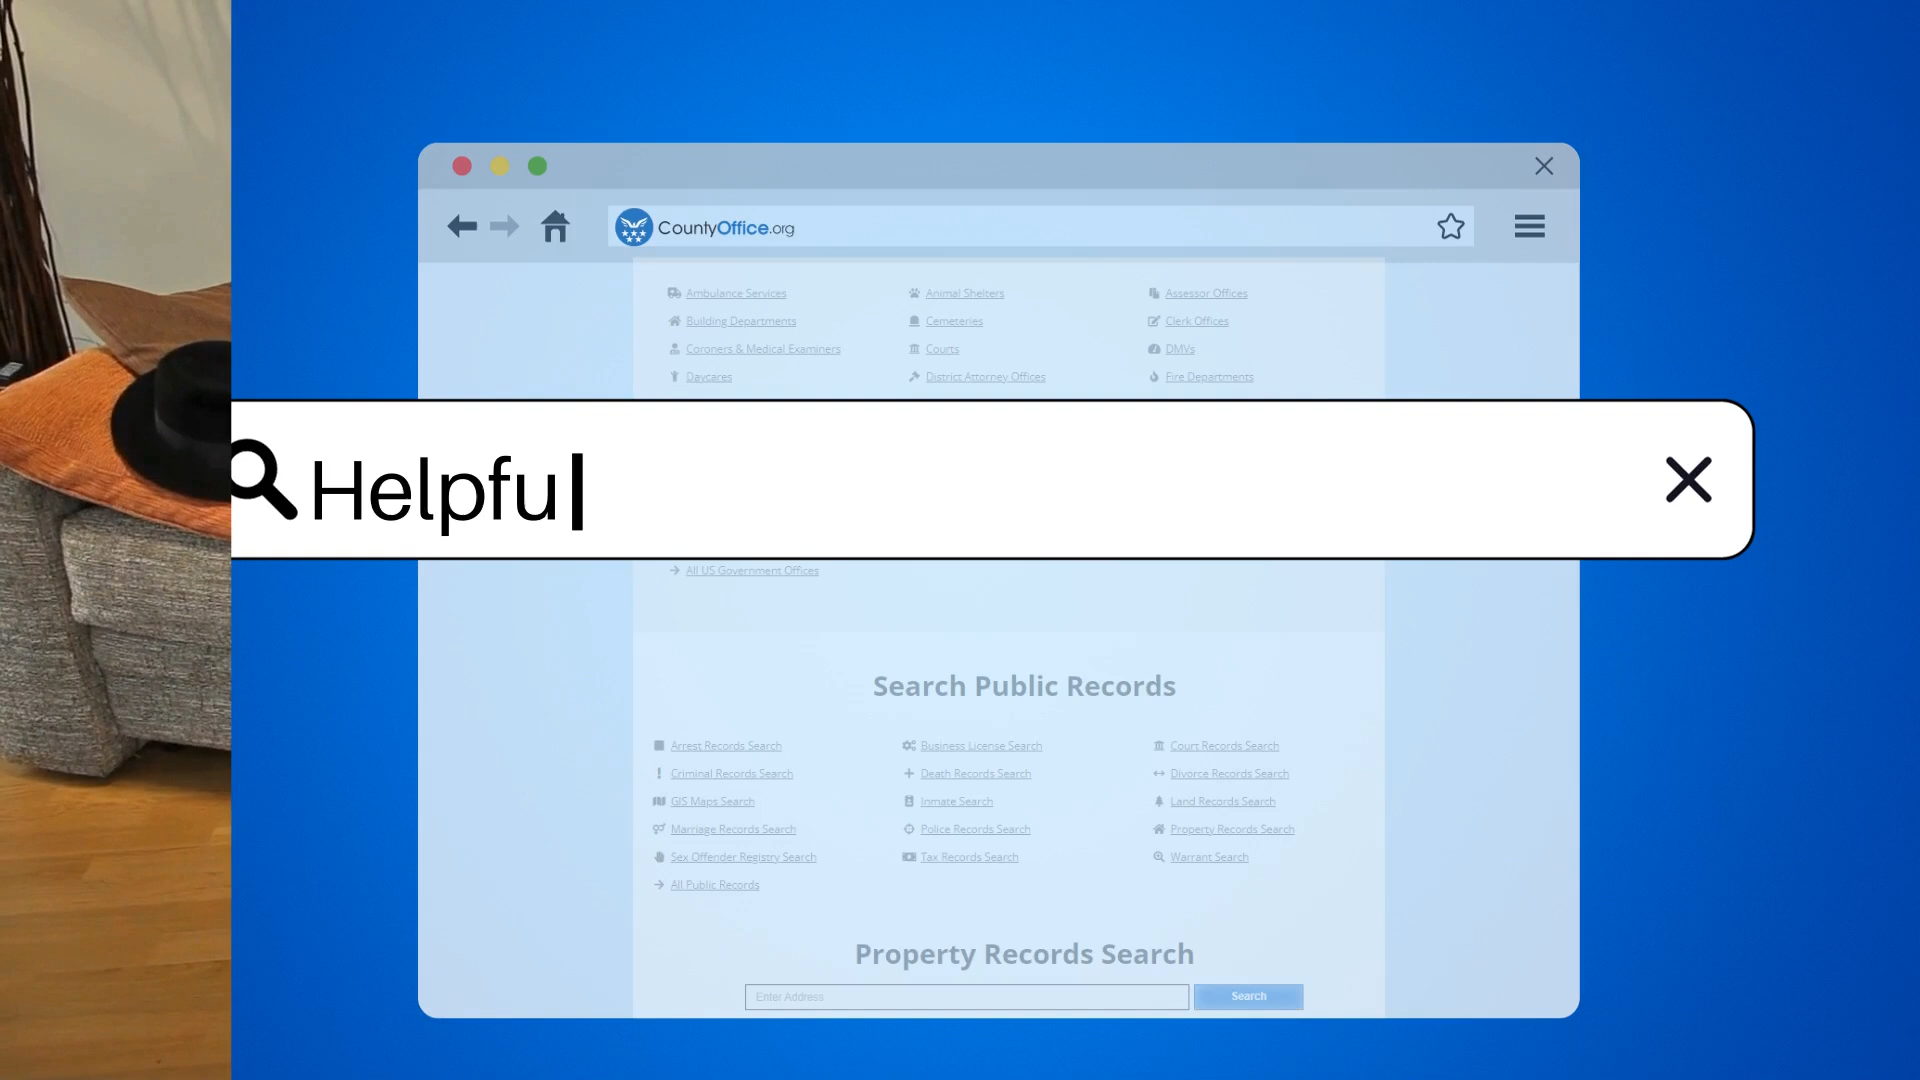 CountyOffice.org
Ambulance Services Animal Shelters Assessor Offices
Building Departments Cemeteries Clerk Offices
Coroners & Medical Examiners Courts DMVs
Daycares District Attorney Offices Fire Departments
Helpfu
All US Government Offices
Search Public Records
Arrest Records Search Business License Search Court Records Search
Criminal Records Search Death Records Search Divorce Records Search
GIS Maps Search Inmate Search Land Records Search
Marriage Records Search Police Records Search Property Records Search
Sex Offender Registry Search Tax Records Search Warrant Search
All Public Records
Property Records Search
Enter Address Search